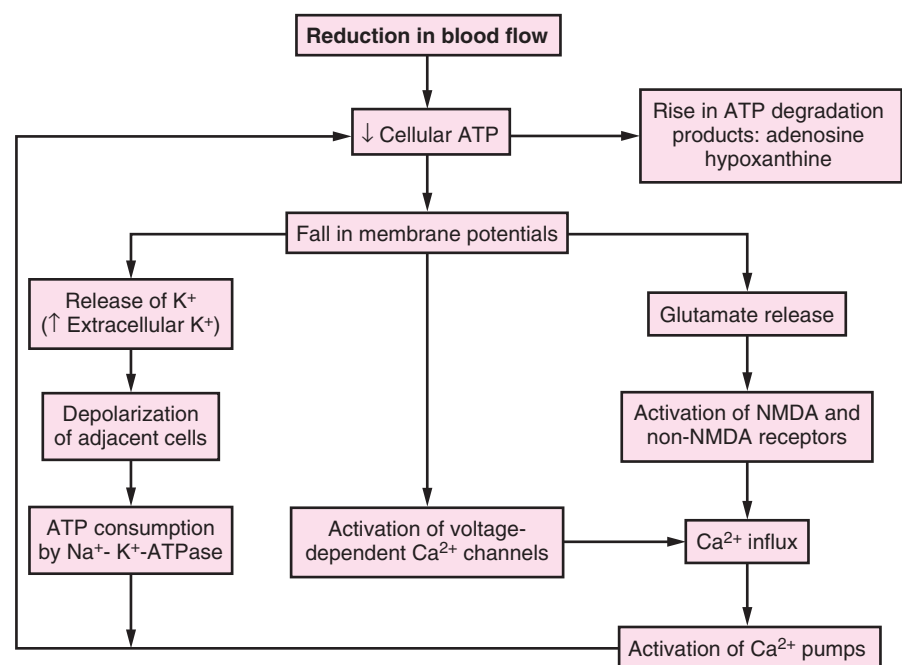 Reduction in blood flow
↓ Cellular ATP
Rise in ATP degradation
products: adenosine
hypoxanthine
Fall in membrane potentials
Release of K⁺
(↑ Extracellular K⁺)
Glutamate release
Depolarization
of adjacent cells
Activation of NMDA and
non-NMDA receptors
ATP consumption
by Na⁺- K⁺-ATPase
Activation of voltage-
dependent Ca²⁺ channels
Ca²⁺ influx
Activation of Ca²⁺ pumps